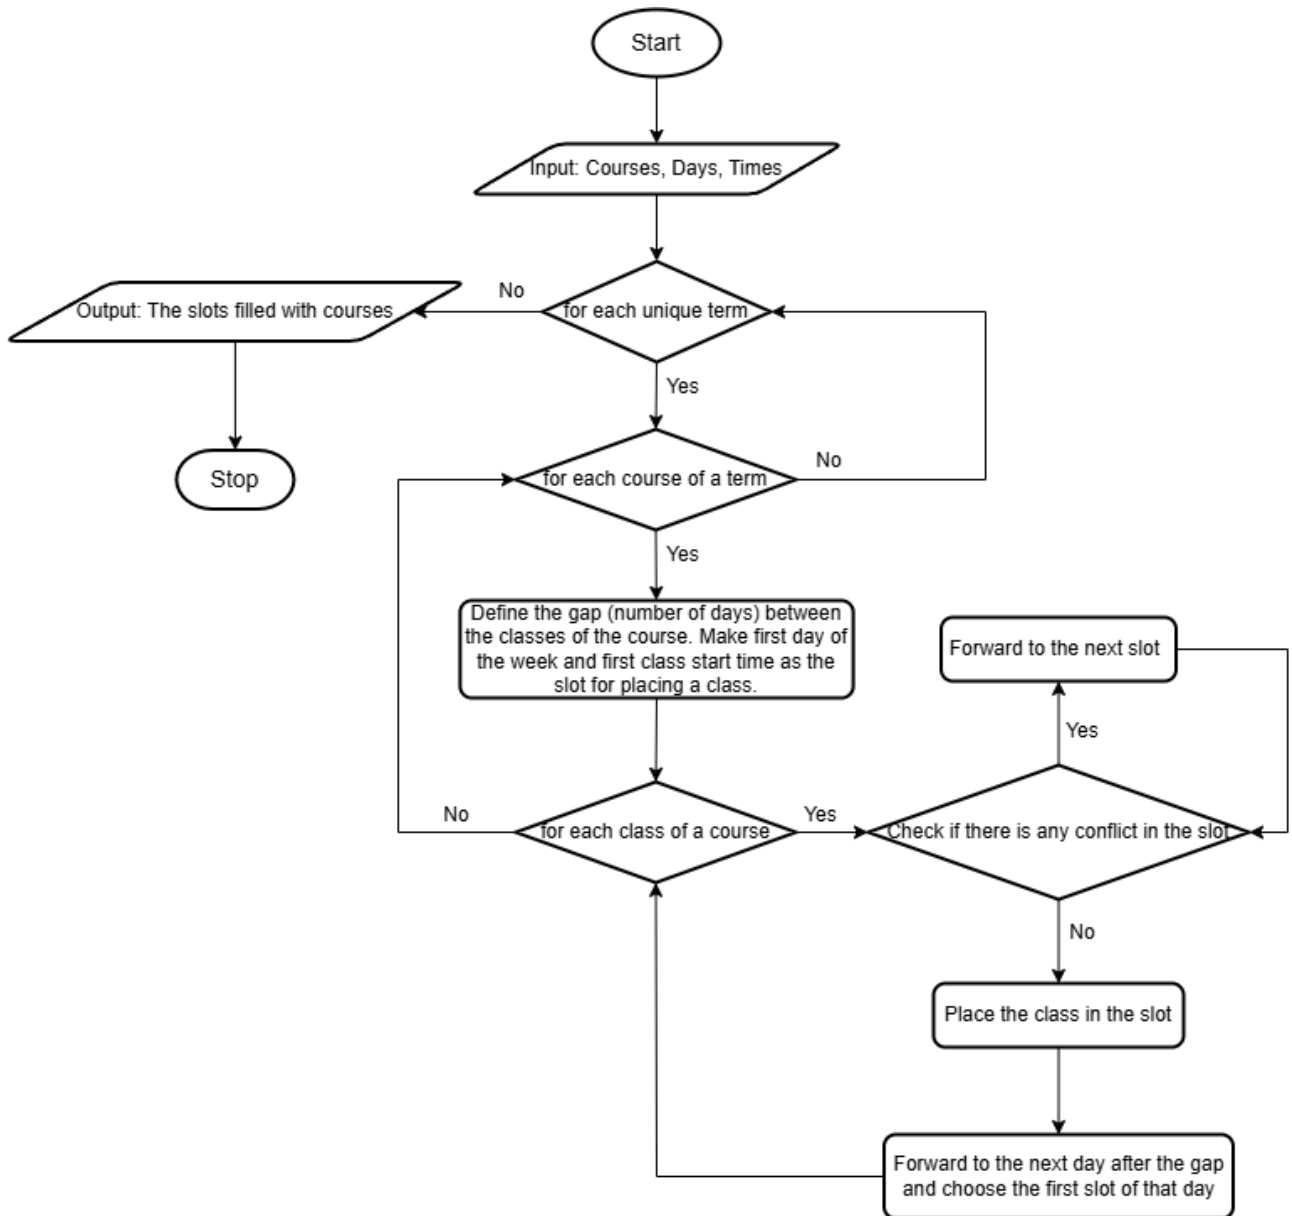 Start
Input: Courses, Days, Times
for each unique term
No
Output: The slots filled with courses
Yes
Stop
for each course of a term
No
Yes
Define the gap (number of days) between
the classes of the course. Make first day of
the week and first class start time as the
slot for placing a class.
Forward to the next slot
Yes
No
for each class of a course
Yes
Check if there is any conflict in the slot
No
Place the class in the slot
Forward to the next day after the gap
and choose the first slot of that day